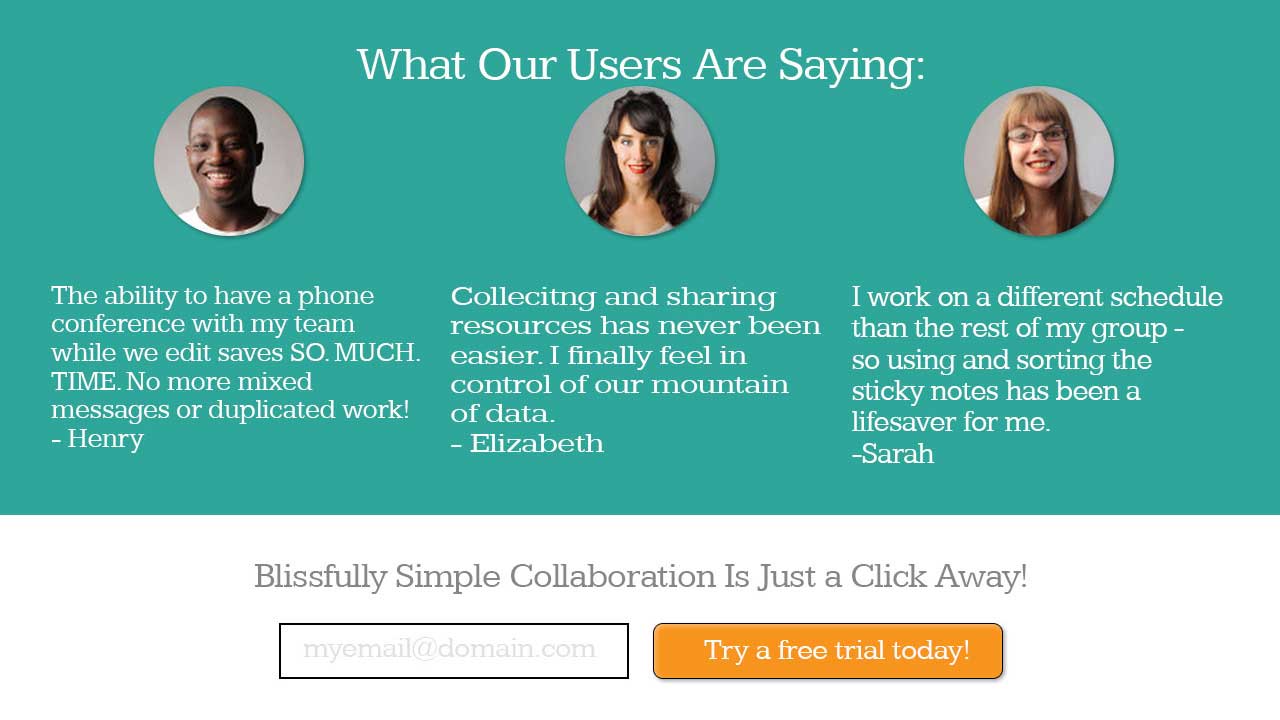 What Our Users Are Saying:
The ability to have a phone
conference with my team
while we edit saves SO. MUCH.
TIME. No more mixed
messages or duplicated work!
- Henry
Collecitng and sharing
resources has never been
easier. I finally feel in
control of our mountain
of data.
- Elizabeth
I work on a different schedule
than the rest of my group -
so using and sorting the
sticky notes has been a
lifesaver for me.
-Sarah
Blissfully Simple Collaboration Is Just a Click Away!
myemail@domain.com
Try a free trial today!